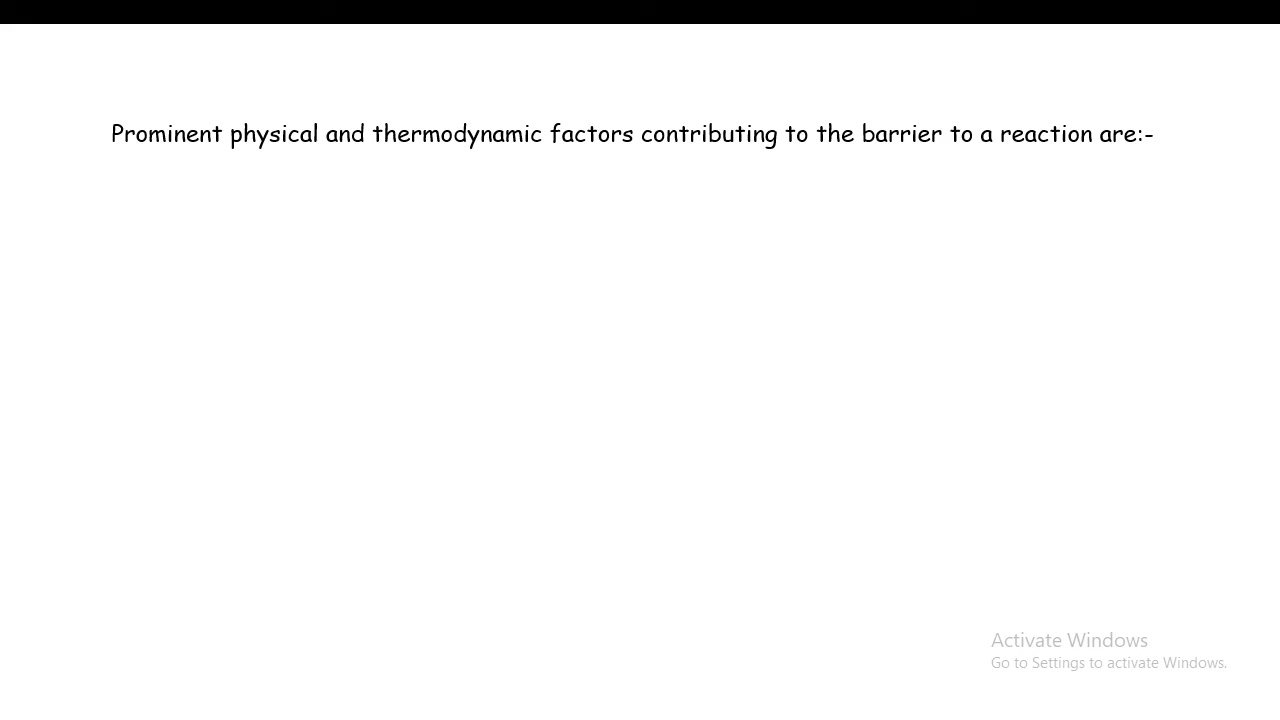 Prominent physical and thermodynamic factors contributing to the barrier to a reaction are:-
Activate Windows
Go to Settings to activate Windows.